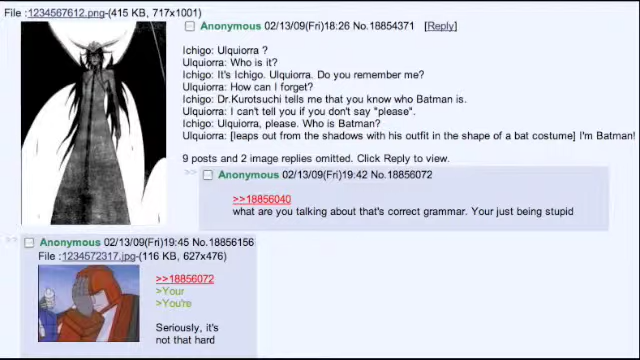 File :1234567612.png-(415 KB, 717x1001)
Anonymous 02/13/09(Fri)18:26 No.18854371 [Reply]
Ichigo: Ulquiorra ?
Ulquiorra: Who is it?
Ichigo: It's Ichigo. Ulquiorra. Do you remember me?
Ulquiorra: How can I forget?
Ichigo: Dr.Kurotsuchi tells me that you know who Batman is.
Ulquiorra: I can't tell you if you don't say "please".
Ichigo: Ulquiorra, please. Who is Batman?
Ulquiorra: [leaps out from the shadows with his outfit in the shape of a bat costume] I'm Batman!
9 posts and 2 image replies omitted. Click Reply to view.
>> Anonymous 02/13/09(Fri)19:42 No.18856072
>>18856040
what are you talking about that's correct grammar. Your just being stupid
>> Anonymous 02/13/09(Fri)19:45 No.18856156
File :1234572317.jpg-(116 KB, 627x476)
>>18856072
>Your
>You're
Seriously, it's
not that hard